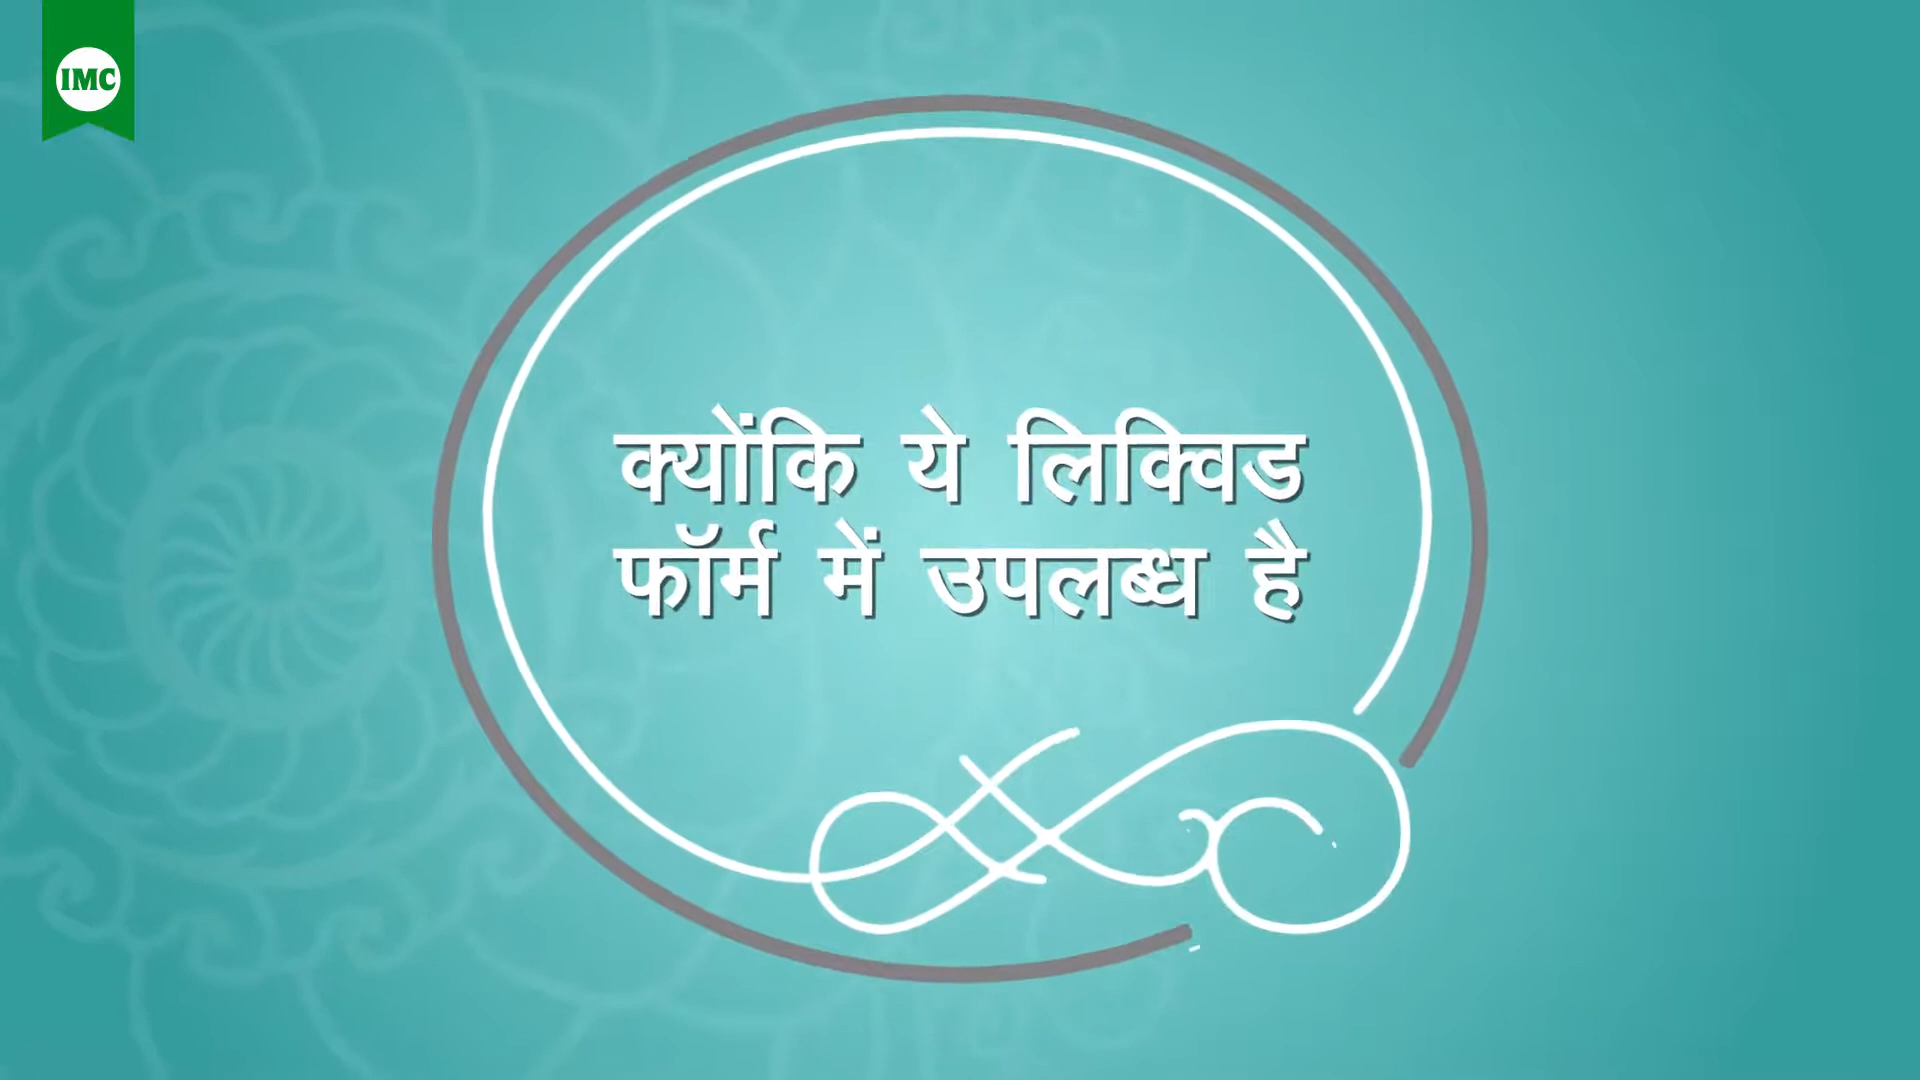 IMC
क्योंकि ये लिक्विड
फॉर्म में उपलब्ध है